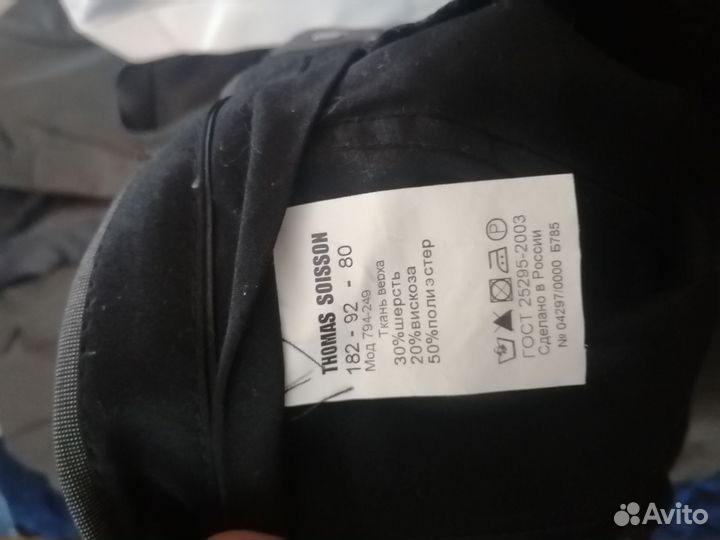 THOMAS SOISSON
182 - 92 - 80
Мод 794-249
Ткань верха
30%шерсть
20%вискоза
50%полиэстер
P
ГОСТ 25295-2003
Сделано в России
№ 04297/0000 Б785
Avito